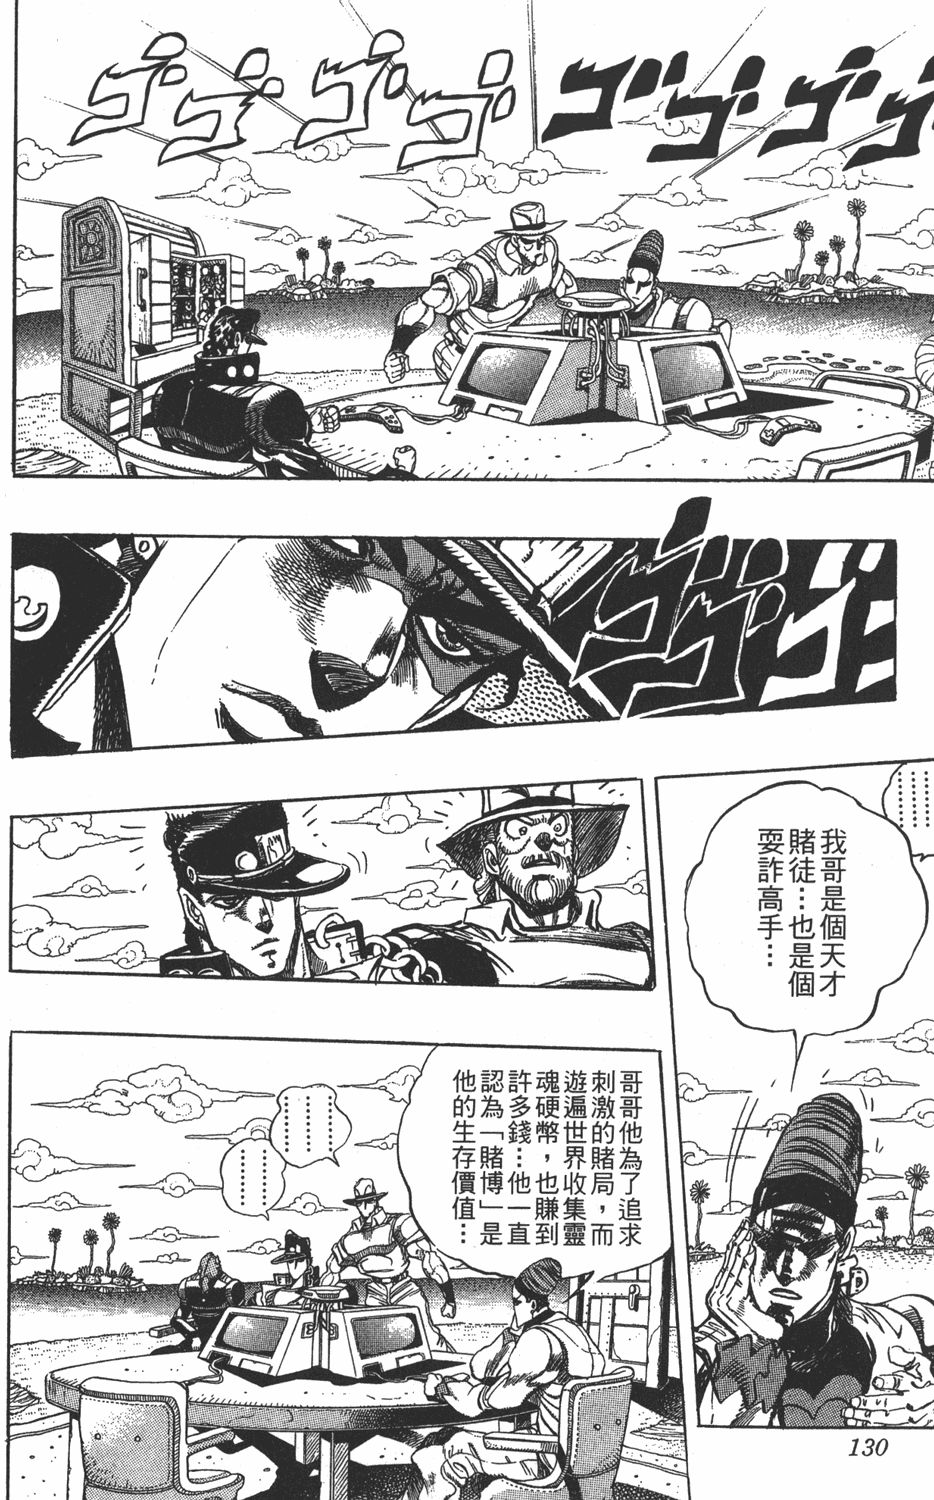 ゴゴゴゴゴゴゴゴ
ゴゴゴゴ
⋯⋯
我哥是個天才
賭徒⋯也是個
耍詐高手⋯
哥哥他為了追求
刺激的賭局，而
遊遍世界收集靈
魂硬幣，也賺到
許多錢⋯他一直
認為「賭博」是
他的生存價值⋯
⋯⋯
⋯⋯
130